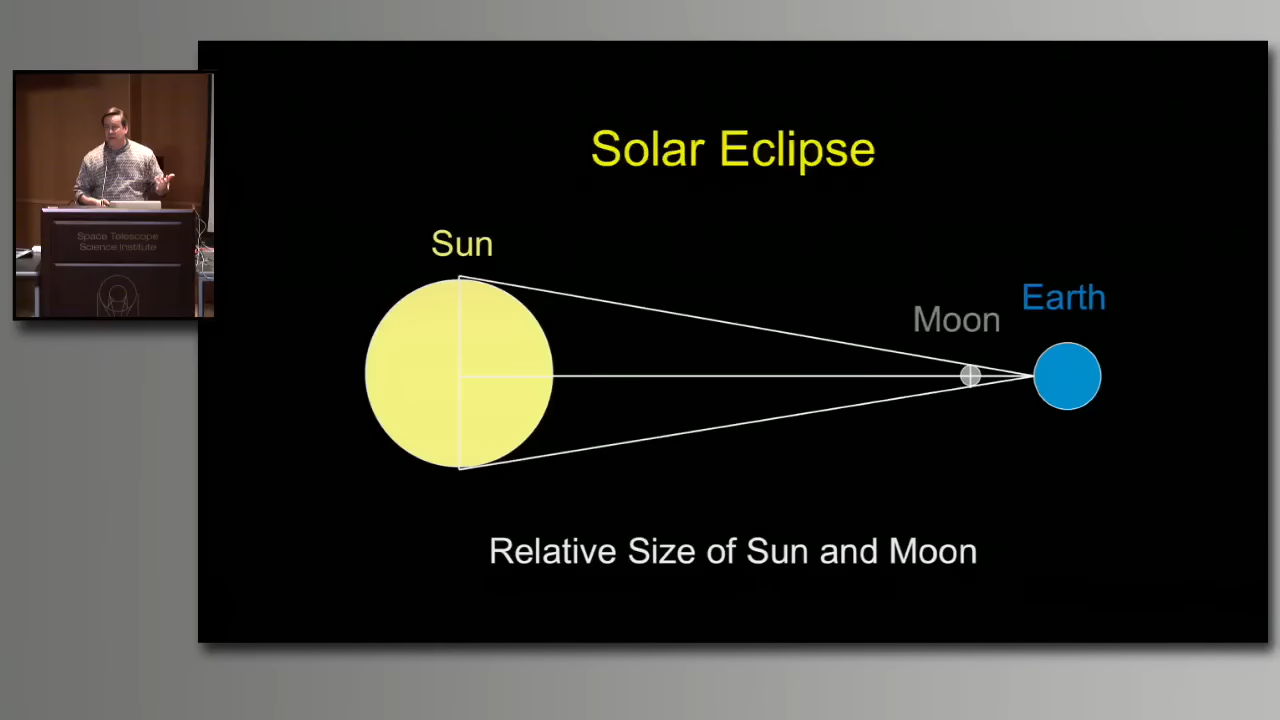 Solar Eclipse
Sun
Moon
Earth
Relative Size of Sun and Moon
Space Telescope
Science Institute